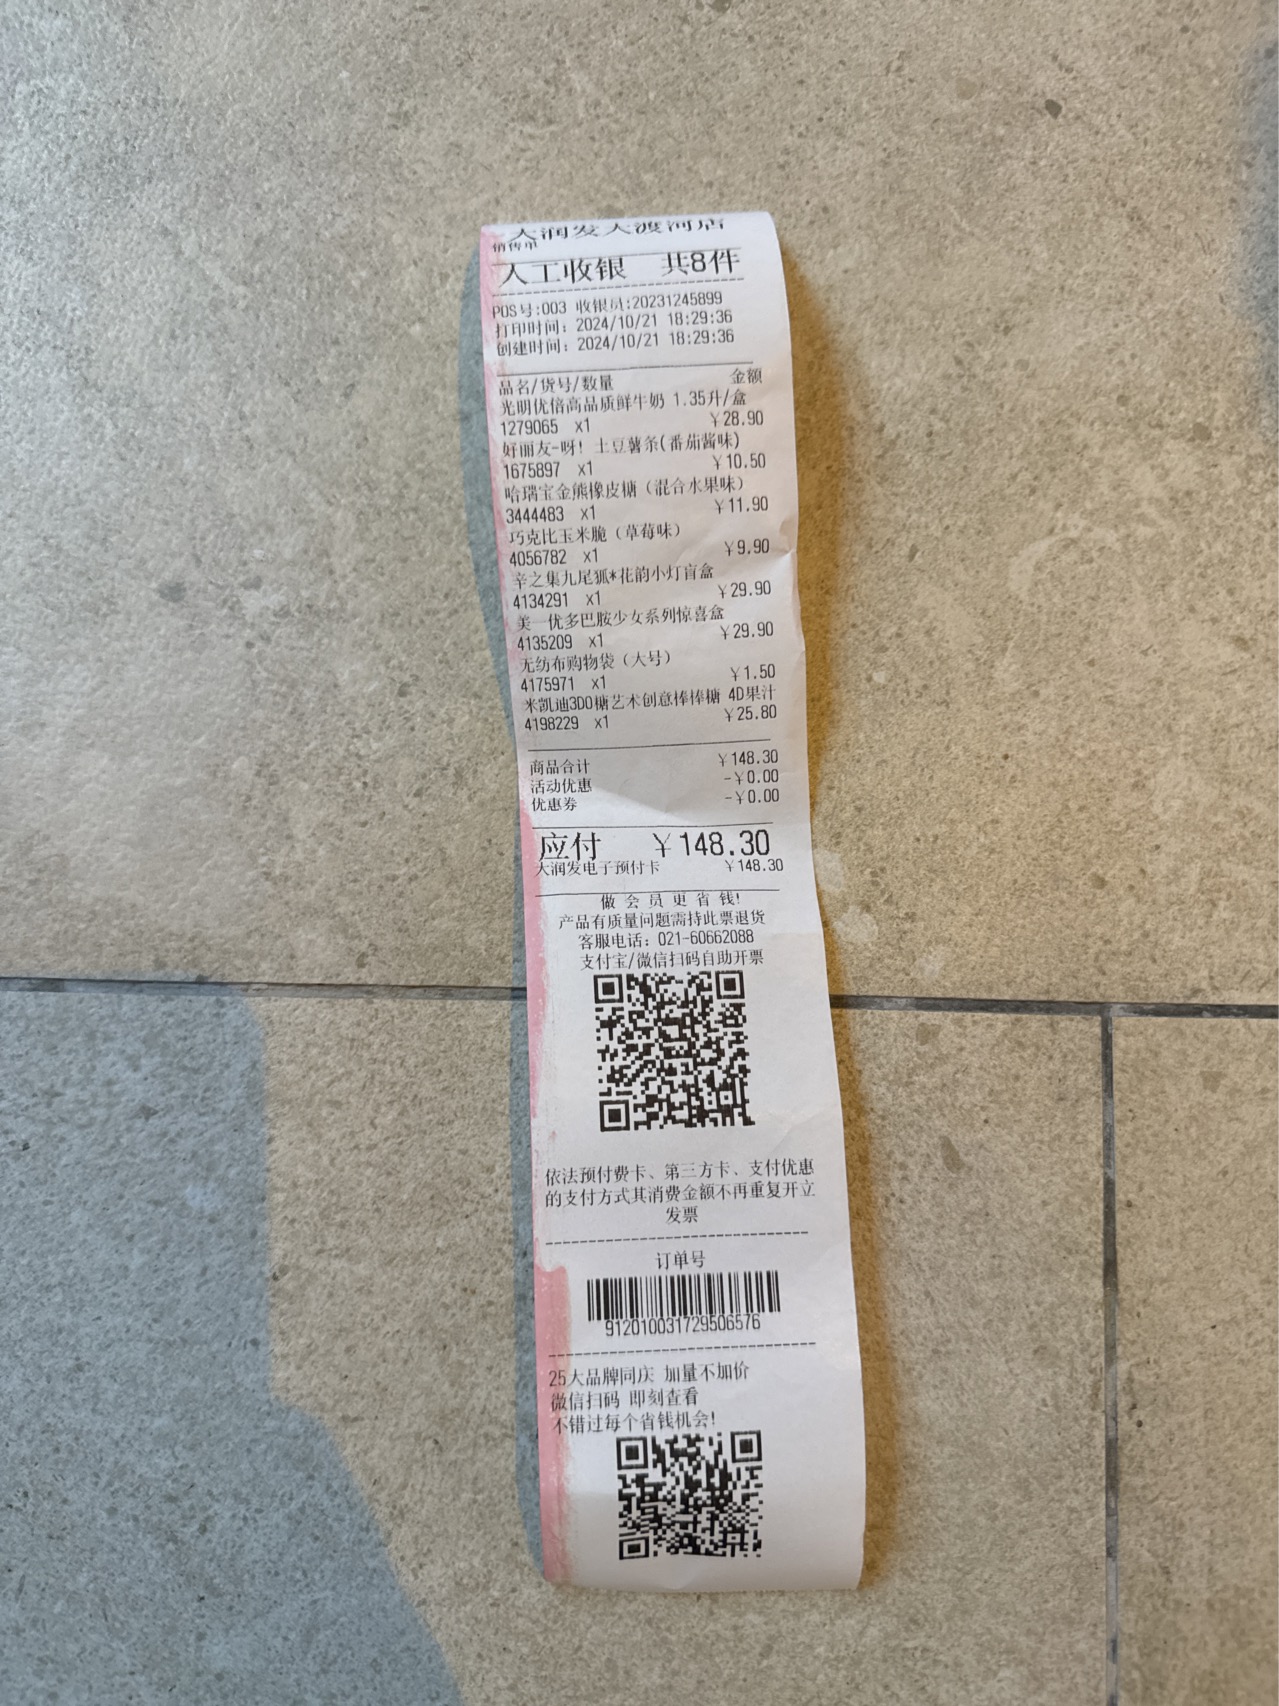 大润发大渡河店
销售单
人工收银 共8件
POS号:003 收银员:20231245899
打印时间: 2024/10/21 18:29:36
创建时间: 2024/10/21 18:29:36
品名/货号/数量 金额
光明优倍高品质鲜牛奶 1.35升/盒
1279065 x1 ￥28.90
好丽友-呀! 土豆薯条(番茄酱味)
1675897 x1 ￥10.50
哈瑞宝金熊橡皮糖（混合水果味）
3444483 x1 ￥11.90
巧克比玉米脆（草莓味）
4056782 x1 ￥9.90
辛之集九尾狐*花韵小灯盲盒
4134291 x1 ￥29.90
美一优多巴胺少女系列惊喜盒
4135209 x1 ￥29.90
无纺布购物袋（大号）
4175971 x1 ￥1.50
米凯迪3DO糖艺术创意棒棒糖 4D果汁
4198229 x1 ￥25.80
商品合计 ￥148.30
活动优惠 -￥0.00
优惠券 -￥0.00
应付 ￥148.30
大润发电子预付卡 ￥148.30
做 会 员 更 省 钱!
产品有质量问题需持此票退货
客服电话: 021-60662088
支付宝/微信扫码自助开票
依法预付费卡、第三方卡、支付优惠
的支付方式其消费金额不再重复开立
发票
订单号
912010031729506576
25大品牌同庆 加量不加价
微信扫码 即刻查看
不错过每个省钱机会!